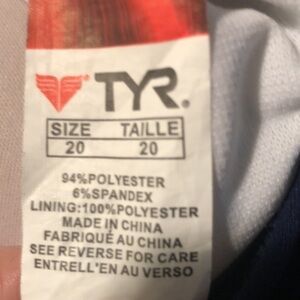 TYR.
SIZE TAILLE
20 20
94%POLYESTER
6%SPANDEX
LINING:100%POLYESTER
MADE IN CHINA
FABRIQUÉ AU CHINA
SEE REVERSE FOR CARE
ENTRELL'EN AU VERSO